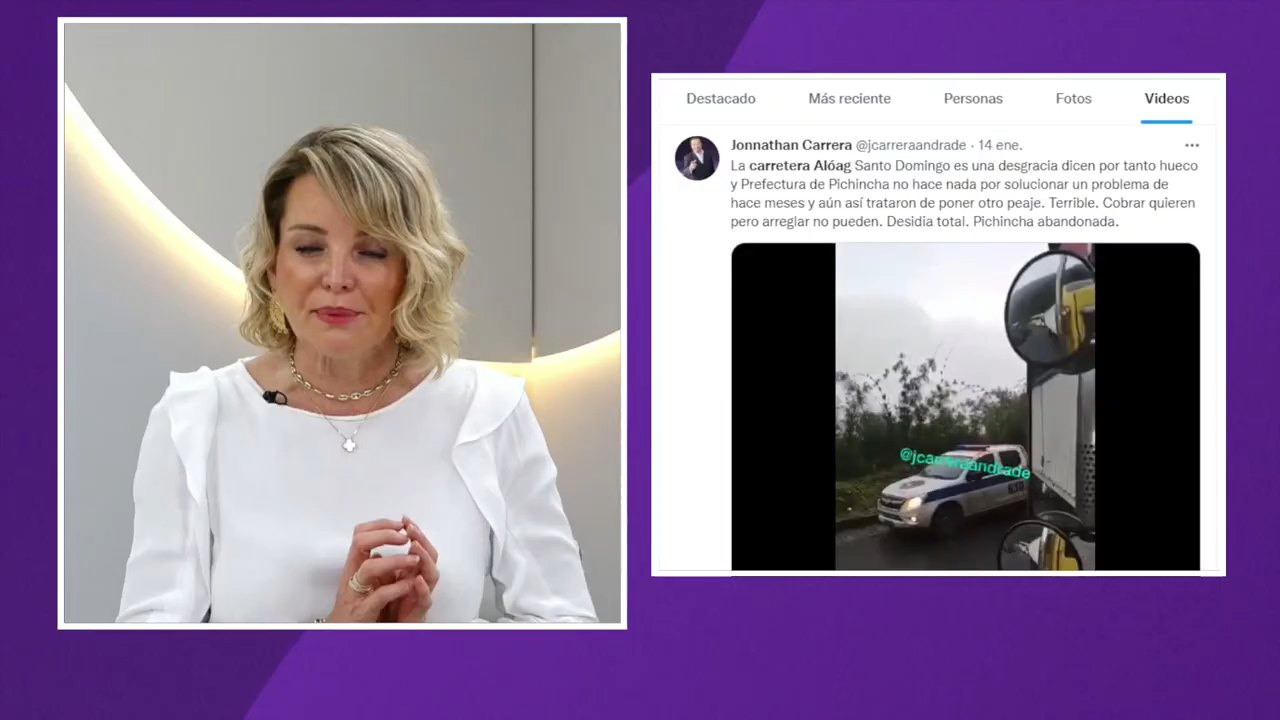 Destacado Más reciente Personas Fotos Videos
Jonnathan Carrera @jcarreraandrade · 14 ene.
La carretera Alóag Santo Domingo es una desgracia dicen por tanto hueco
y Prefectura de Pichincha no hace nada por solucionar un problema de
hace meses y aún así trataron de poner otro peaje. Terrible. Cobrar quieren
pero arreglar no pueden. Desidia total. Pichincha abandonada.
@jcarreraandrade